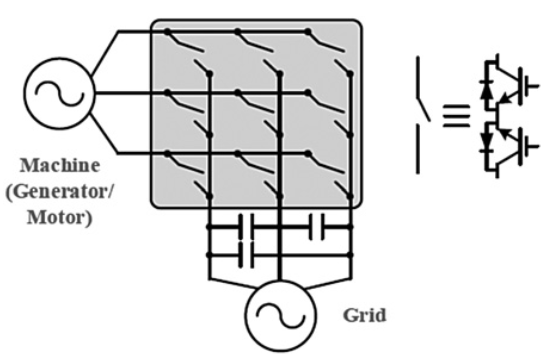 Machine
(Generator/
Motor)
Grid